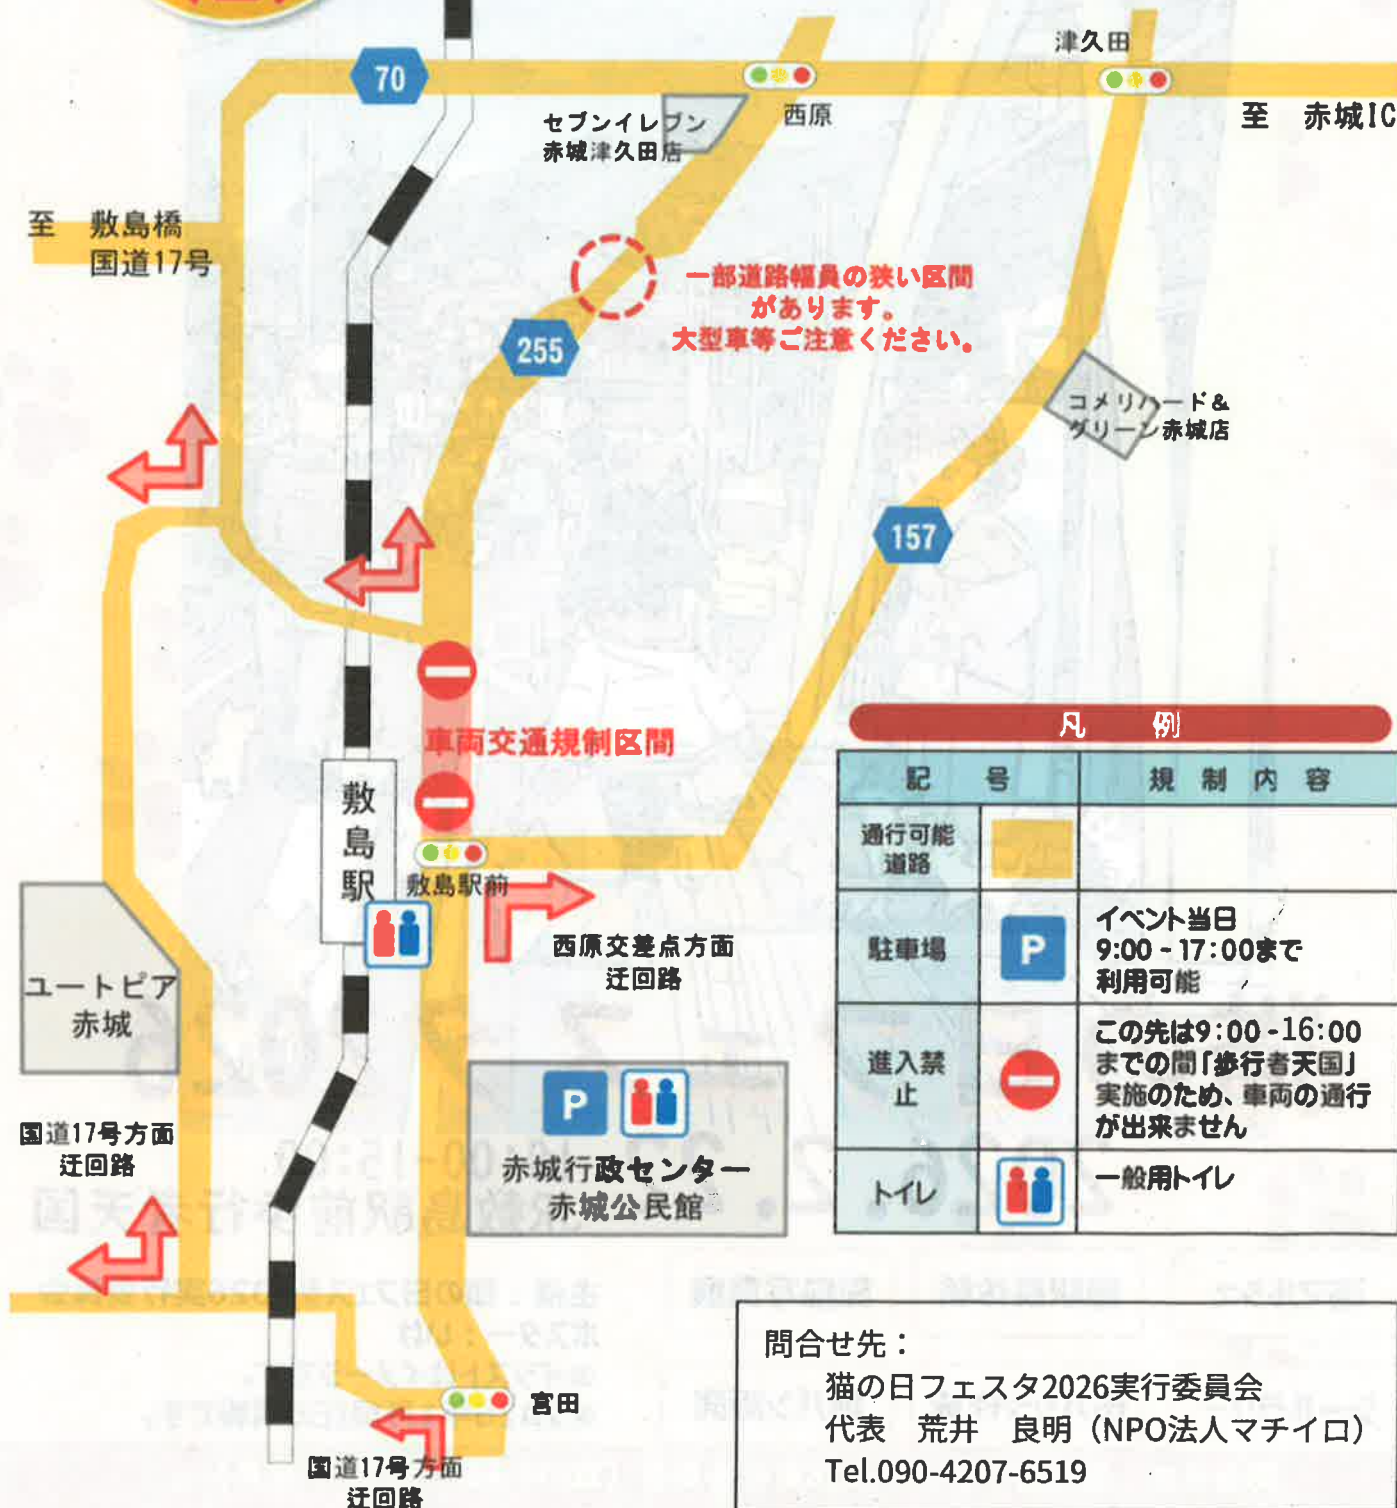 70
津久田
西原
至 赤城IC
セブンイレブン
赤城津久田店
至 敷島橋
国道17号
一部道路幅員の狭い区間
があります。
大型車等ご注意ください。
255
コメリハード&
グリーン赤城店
157
車両交通規制区間
敷島駅
敷島駅前
西原交差点方面
迂回路
ユートピア
赤城
国道17号方面
迂回路
P
赤城行政センター
赤城公民館
宮田
国道17号方面
迂回路
凡 例
記 号 規 制 内 容
通行可能
道路
駐車場
P
イベント当日
9:00-17:00まで
利用可能
進入禁
止
この先は9:00-16:00
までの間「歩行者天国」
実施のため、車両の通行
が出来ません
トイレ
一般用トイレ
問合せ先:
猫の日フェスタ2026実行委員会
代表 荒井 良明(NPO法人マチイロ)
Tel.090-4207-6519